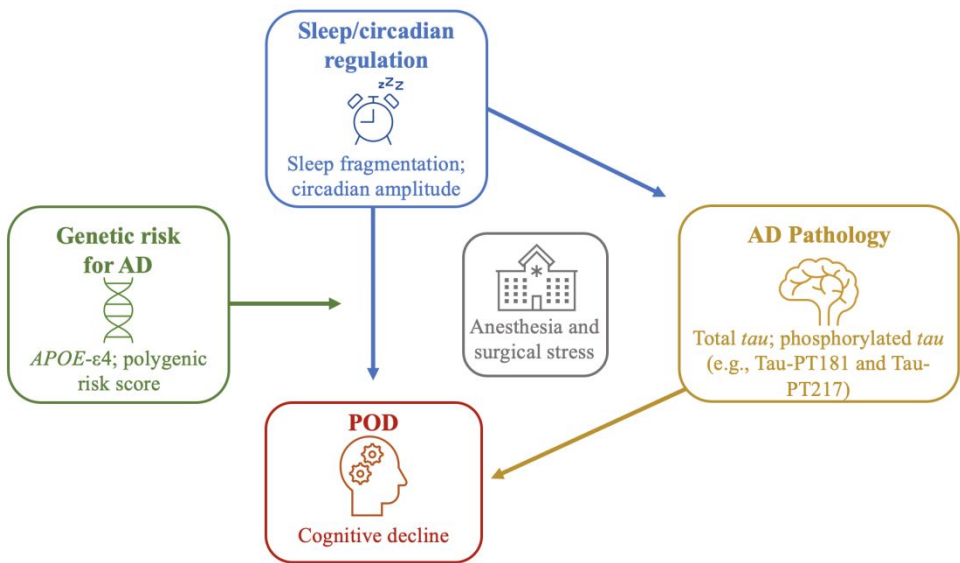 Sleep/circadian
regulation
zZZ
Sleep fragmentation;
circadian amplitude
Genetic risk
for AD
APOE-ε4; polygenic
risk score
Anesthesia and
surgical stress
AD Pathology
Total tau; phosphorylated tau
(e.g., Tau-PT181 and Tau-
PT217)
POD
Cognitive decline